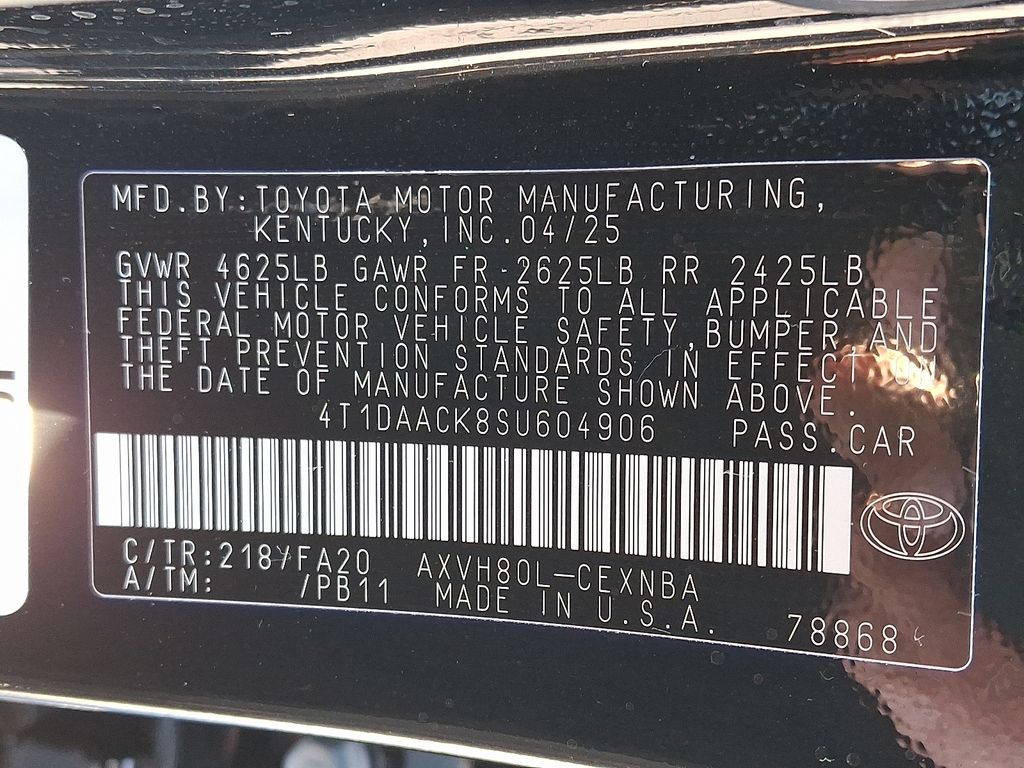 MFD.BY:TOYOTA MOTOR MANUFACTURING,
KENTUCKY,INC.04/25
GVWR 4625LB GAWR FR 2625LB RR 2425LB
THIS VEHICLE CONFORMS TO ALL APPLICABLE
FEDERAL MOTOR VEHICLE SAFETY,BUMPER,AND
THEFT PREVENTION STANDARDS IN EFFECT ON
THE DATE OF MANUFACTURE SHOWN ABOVE.
4T1DAACK8SU604906 PASS.CAR
C/TR:218/FA20 AXVH80L-CEXNBA
A/TM: /PB11 MADE IN U.S.A. 78868